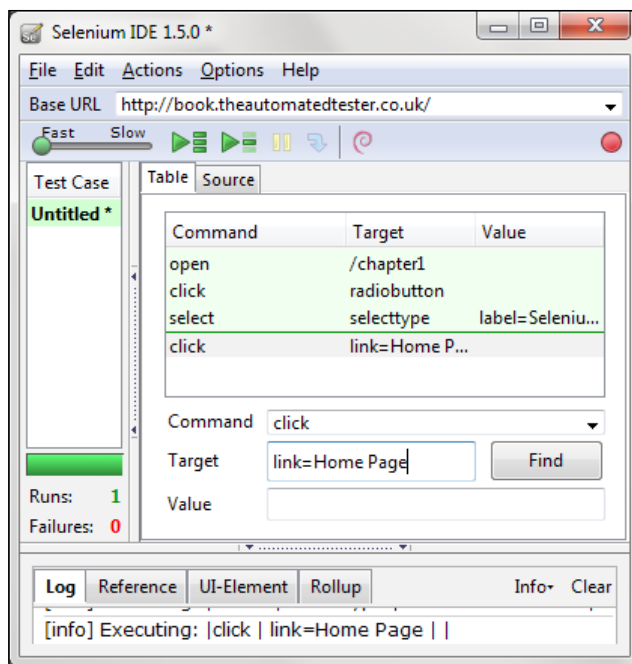 Selenium IDE 1.5.0 *
File Edit Actions Options Help
Base URL http://book.theautomatedtester.co.uk/
Fast Slow
Test Case
Table Source
Untitled *
Command Target Value
open /chapter1
click radiobutton
select selecttype label=Seleniu...
click link=Home P...
Command click
Target link=Home Page Find
Value
Runs: 1
Failures: 0
Log Reference UI-Element Rollup Info Clear
[info] Executing: |click | link=Home Page | |